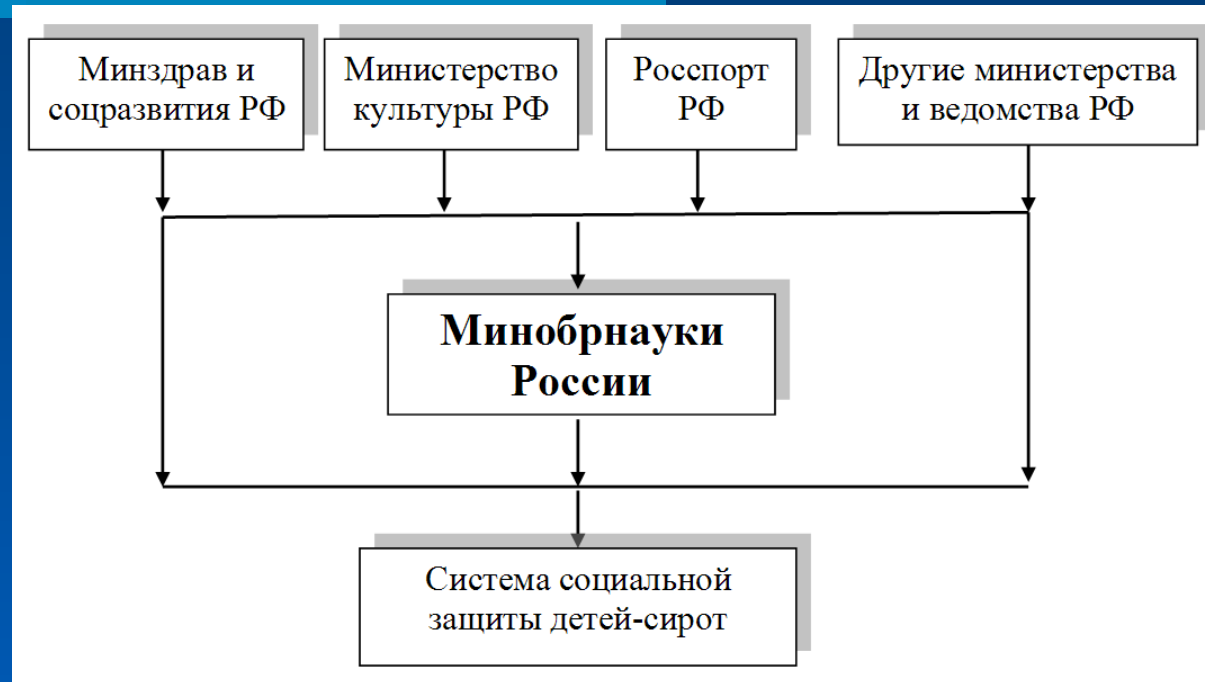 Минздрав и
соцразвития РФ
Министерство
культуры РФ
Росспорт
РФ
Другие министерства
и ведомства РФ
Минобрнауки
России
Система социальной
защиты детей-сирот